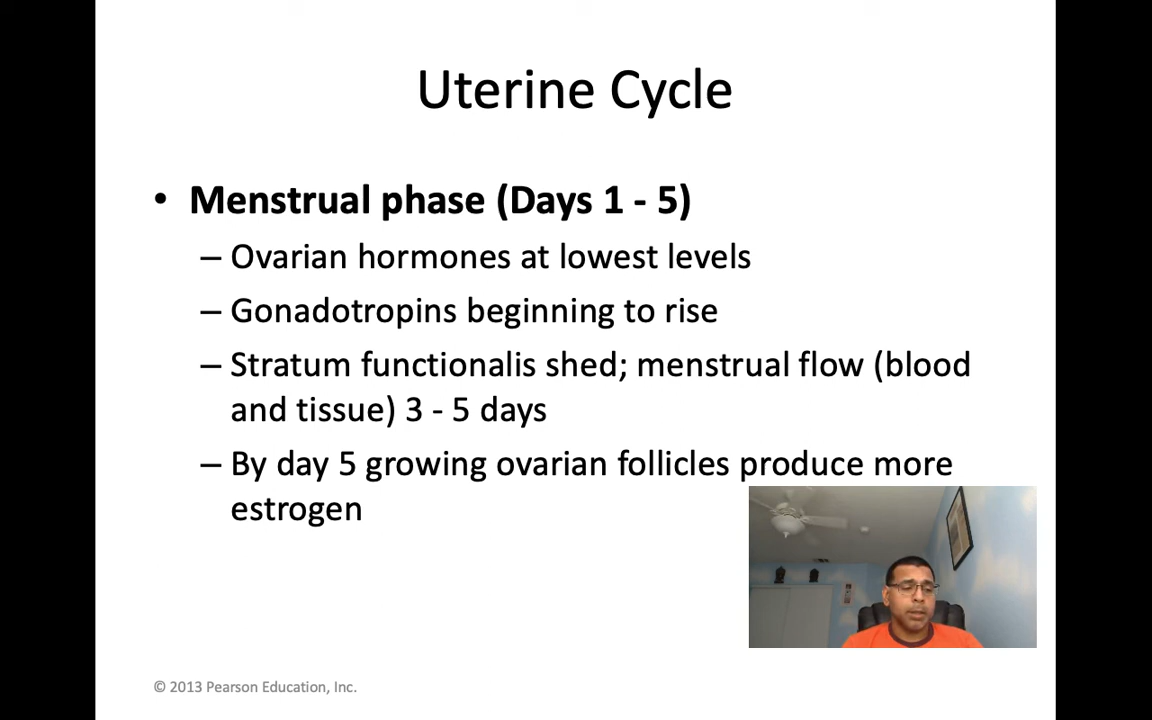 Uterine Cycle
• Menstrual phase (Days 1 - 5)
– Ovarian hormones at lowest levels
– Gonadotropins beginning to rise
– Stratum functionalis shed; menstrual flow (blood
and tissue) 3 - 5 days
– By day 5 growing ovarian follicles produce more
estrogen
© 2013 Pearson Education, Inc.